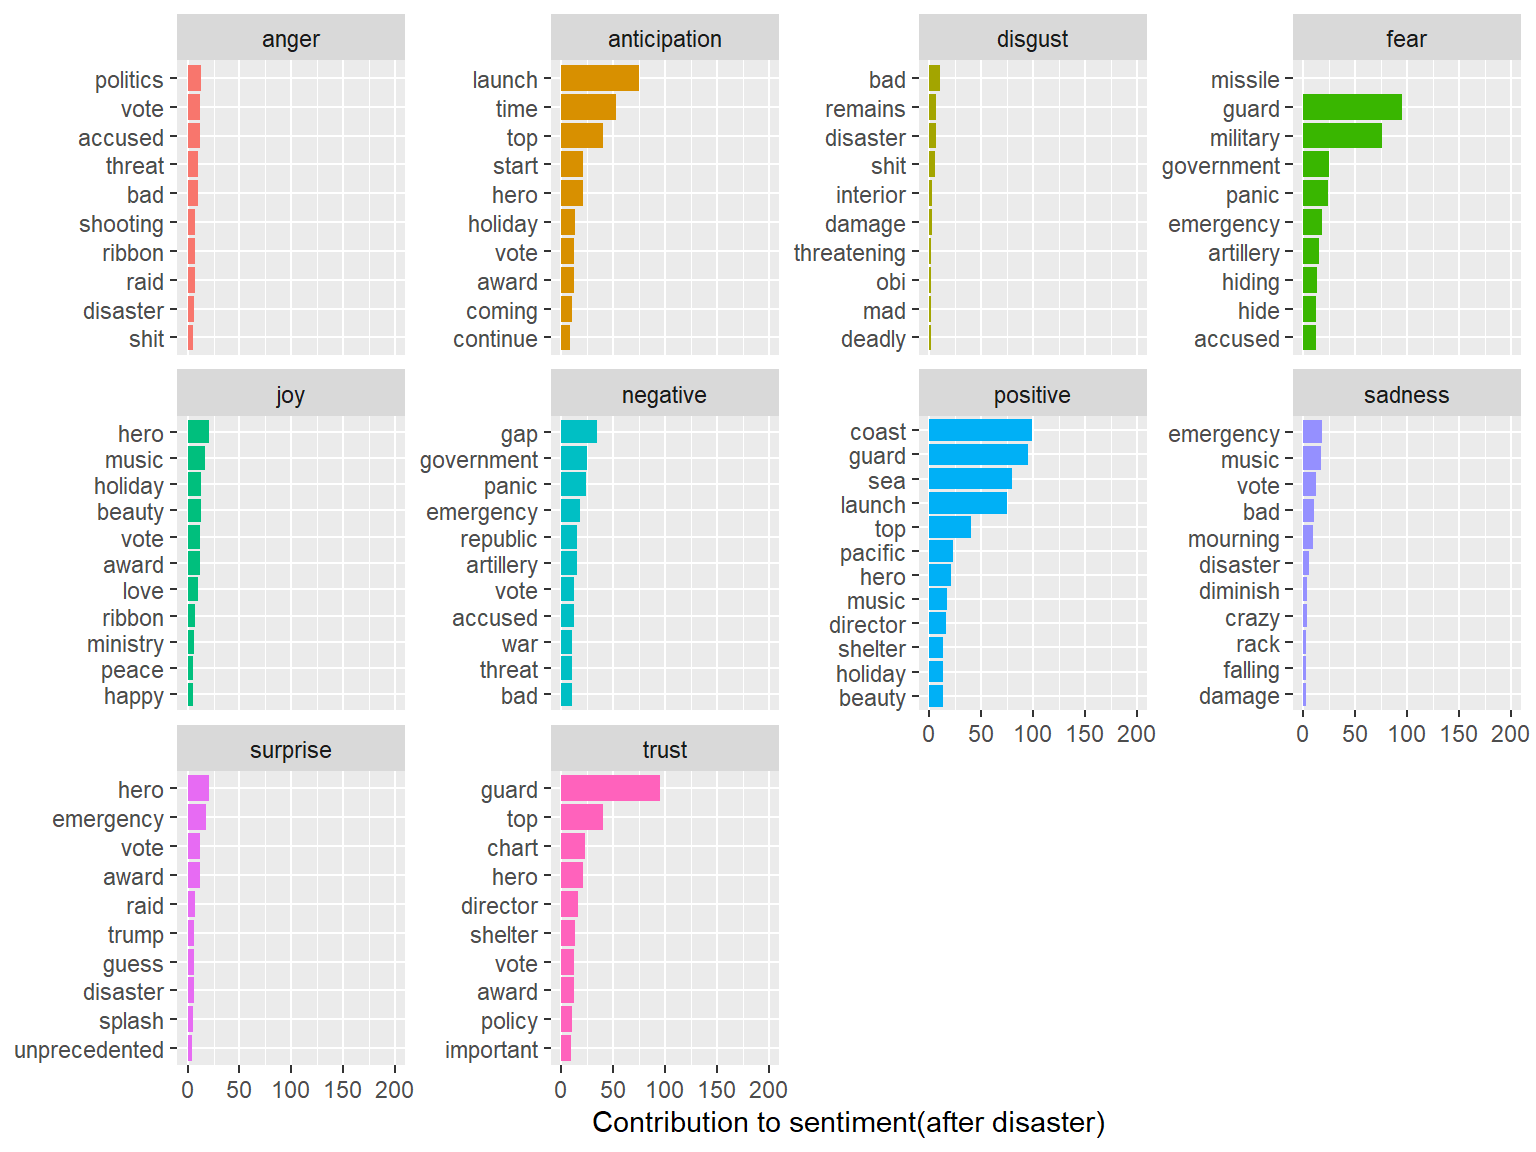 anger
politics
vote
accused
threat
bad
shooting
ribbon
raid
disaster
shit
anticipation
launch
time
top
start
hero
holiday
vote
award
coming
continue
disgust
bad
remains
disaster
shit
interior
damage
threatening
obi
mad
deadly
fear
missile
guard
military
government
panic
emergency
artillery
hiding
hide
accused
joy
hero
music
holiday
beauty
vote
award
love
ribbon
ministry
peace
happy
negative
gap
government
panic
emergency
republic
artillery
vote
accused
war
threat
bad
positive
coast
guard
sea
launch
top
pacific
hero
music
director
shelter
holiday
beauty
0 50 100 150 200
sadness
emergency
music
vote
bad
mourning
disaster
diminish
crazy
rack
falling
damage
0 50 100 150 200
surprise
hero
emergency
vote
award
raid
trump
guess
disaster
splash
unprecedented
0 50 100 150 200
trust
guard
top
chart
hero
director
shelter
vote
award
policy
important
0 50 100 150 200
Contribution to sentiment(after disaster)